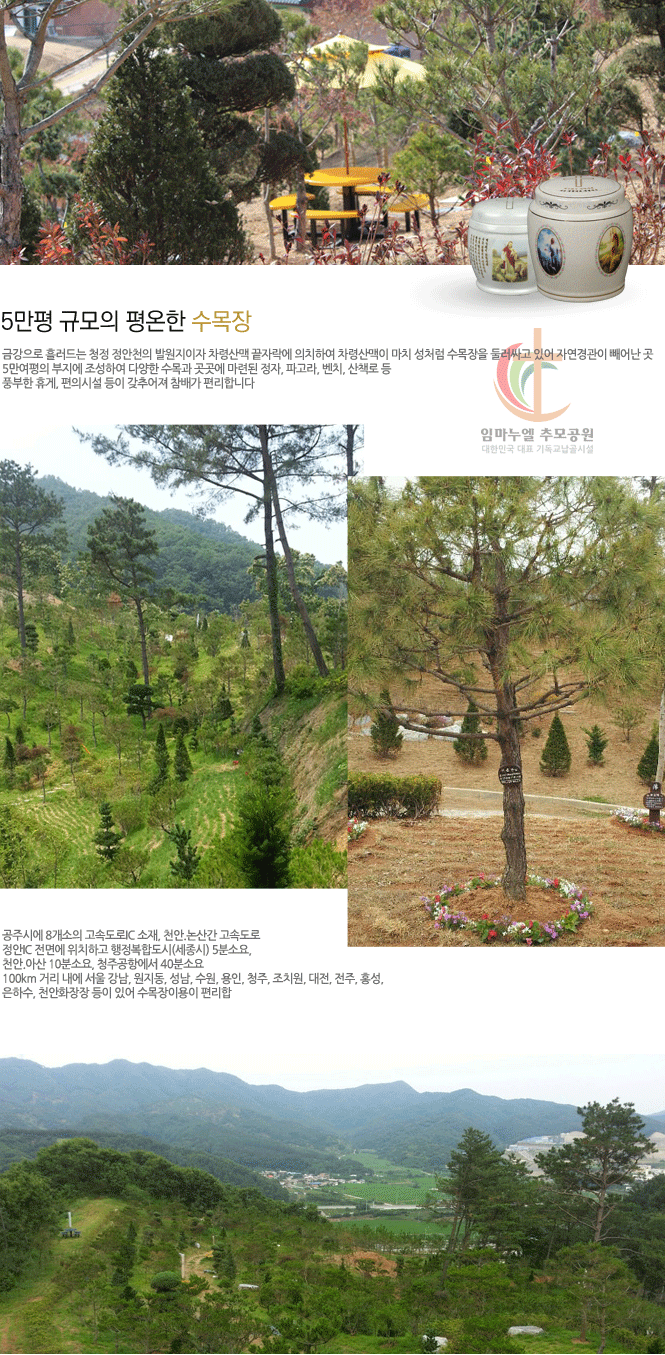 5만평 규모의 평온한 수목장
금강으로 흘러드는 청정 정안천의 발원지이자 차령산맥 끝자락에 위치하여 차령산맥이 마치 성처럼 수목장을 둘러싸고 있어 자연경관이 빼어난 곳
5만여평의 부지에 조성하여 다양한 수목과 곳곳에 마련된 정자, 파고라, 벤치, 산책로 등
풍부한 휴게, 편의시설 등이 갖추어져 참배가 편리합니다
임마누엘 추모공원
대한민국 대표 기독교납골시설
공주시에 8개소의 고속도로IC 소재, 천안.논산간 고속도로
정안IC 전면에 위치하고 행정복합도시(세종시) 5분소요,
천안.아산 10분소요, 청주공항에서 40분소요
100km 거리 내에 서울 강남, 원지동, 성남, 수원, 용인, 청주, 조치원, 대전, 전주, 홍성,
은하수, 천안화장장 등이 있어 수목장이용이 편리합